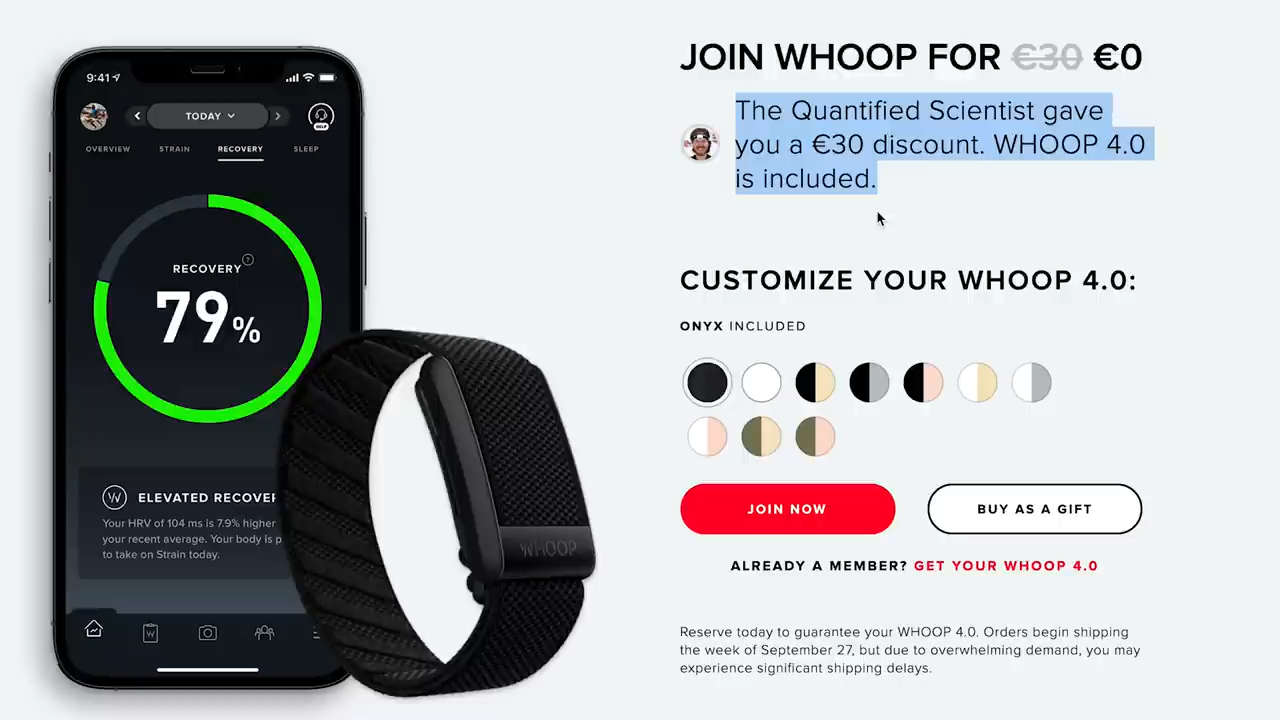 9:41
TODAY
HELP
OVERVIEW STRAIN RECOVERY SLEEP
RECOVERY ?
79%
W ELEVATED RECOVER
Your HRV of 104 ms is 7.9% higher
your recent average. Your body is p
to take on Strain today.
W
WHOOP
JOIN WHOOP FOR €30 €0
The Quantified Scientist gave
you a €30 discount. WHOOP 4.0
is included.
CUSTOMIZE YOUR WHOOP 4.0:
ONYX INCLUDED
JOIN NOW
BUY AS A GIFT
ALREADY A MEMBER? GET YOUR WHOOP 4.0
Reserve today to guarantee your WHOOP 4.0. Orders begin shipping
the week of September 27, but due to overwhelming demand, you may
experience significant shipping delays.